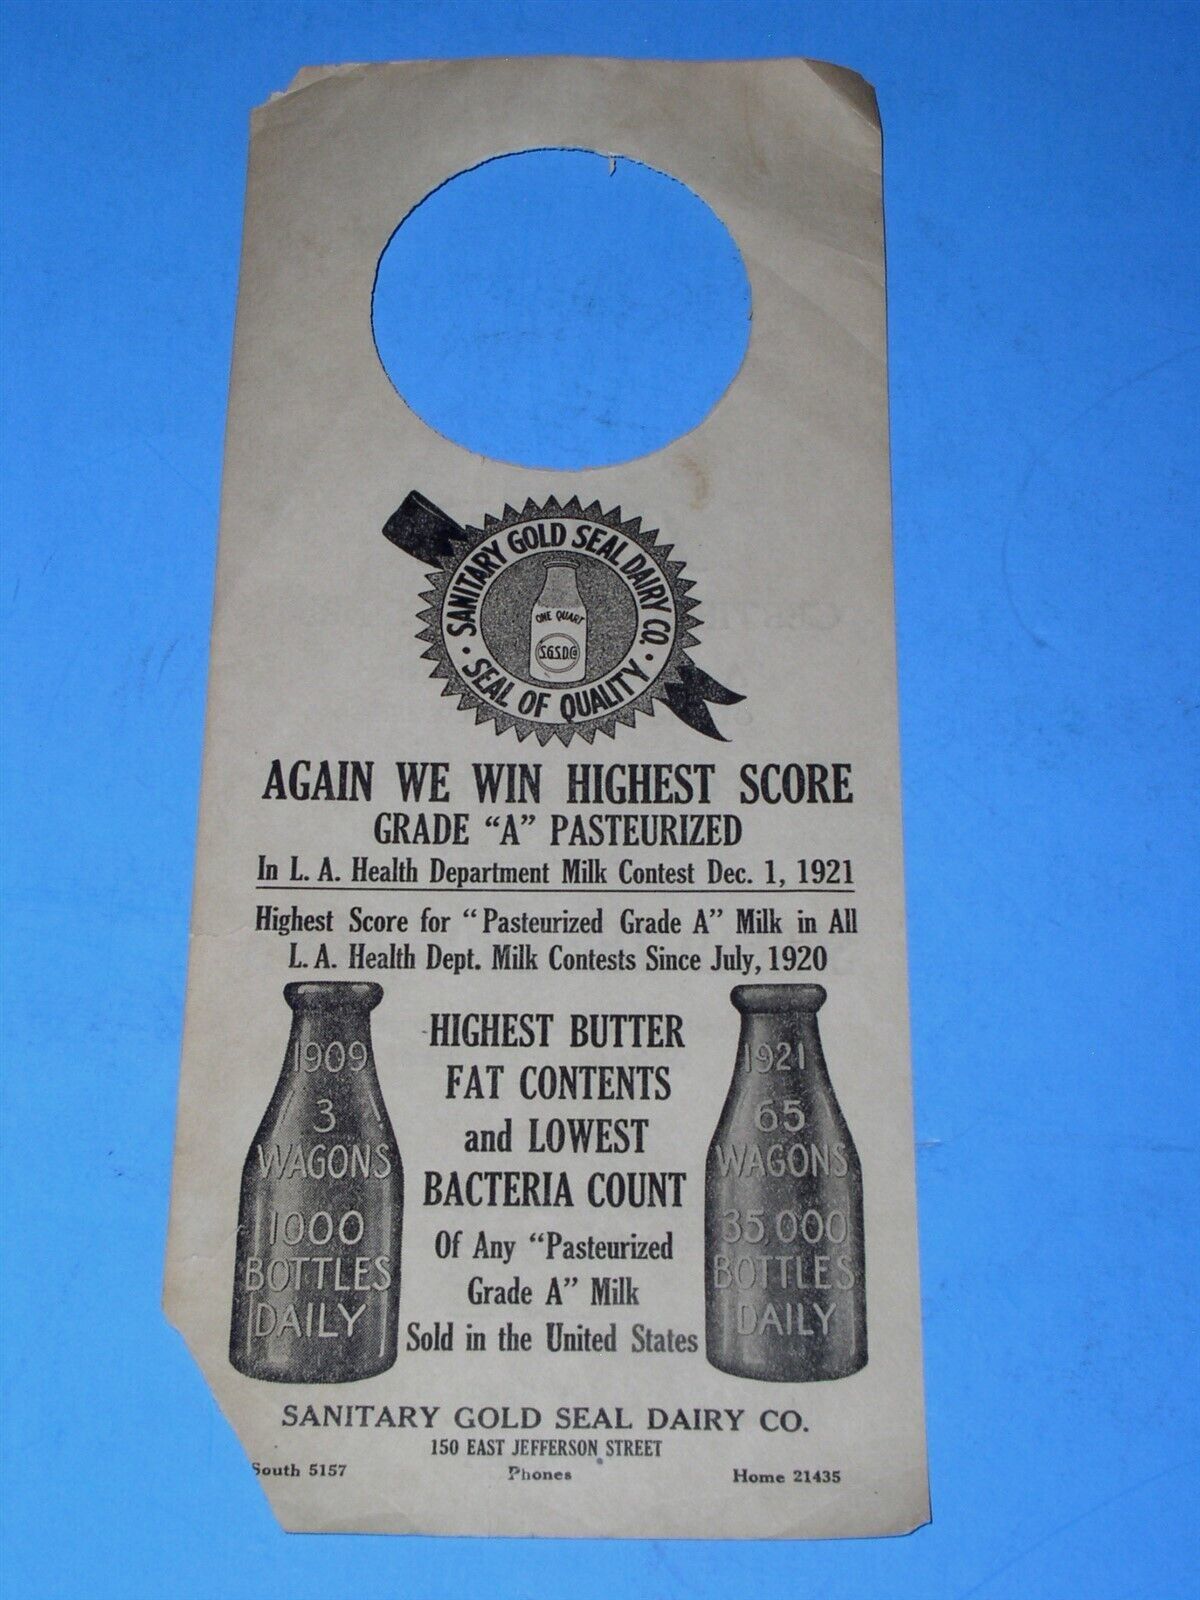 SANITARY GOLD SEAL DAIRY CO.
ONE QUART
S.G.S.D.Co
• SEAL OF QUALITY •
AGAIN WE WIN HIGHEST SCORE
GRADE "A" PASTEURIZED
In L. A. Health Department Milk Contest Dec. 1, 1921
Highest Score for "Pasteurized Grade A" Milk in All
L. A. Health Dept. Milk Contests Since July, 1920
1909
3
WAGONS
1000
BOTTLES
DAILY
HIGHEST BUTTER
FAT CONTENTS
and LOWEST
BACTERIA COUNT
Of Any "Pasteurized
Grade A" Milk
Sold in the United States
1921
65
WAGONS
35,000
BOTTLES
DAILY
SANITARY GOLD SEAL DAIRY CO.
150 EAST JEFFERSON STREET
South 5157 Phones Home 21435